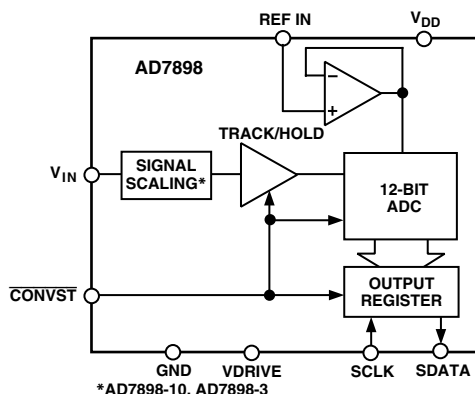 REF IN
VDD
AD7898
−
+
TRACK/HOLD
VIN
SIGNAL
SCALING*
12-BIT
ADC
CONVST
OUTPUT
REGISTER
GND
VDRIVE
SCLK
SDATA
*AD7898-10, AD7898-3